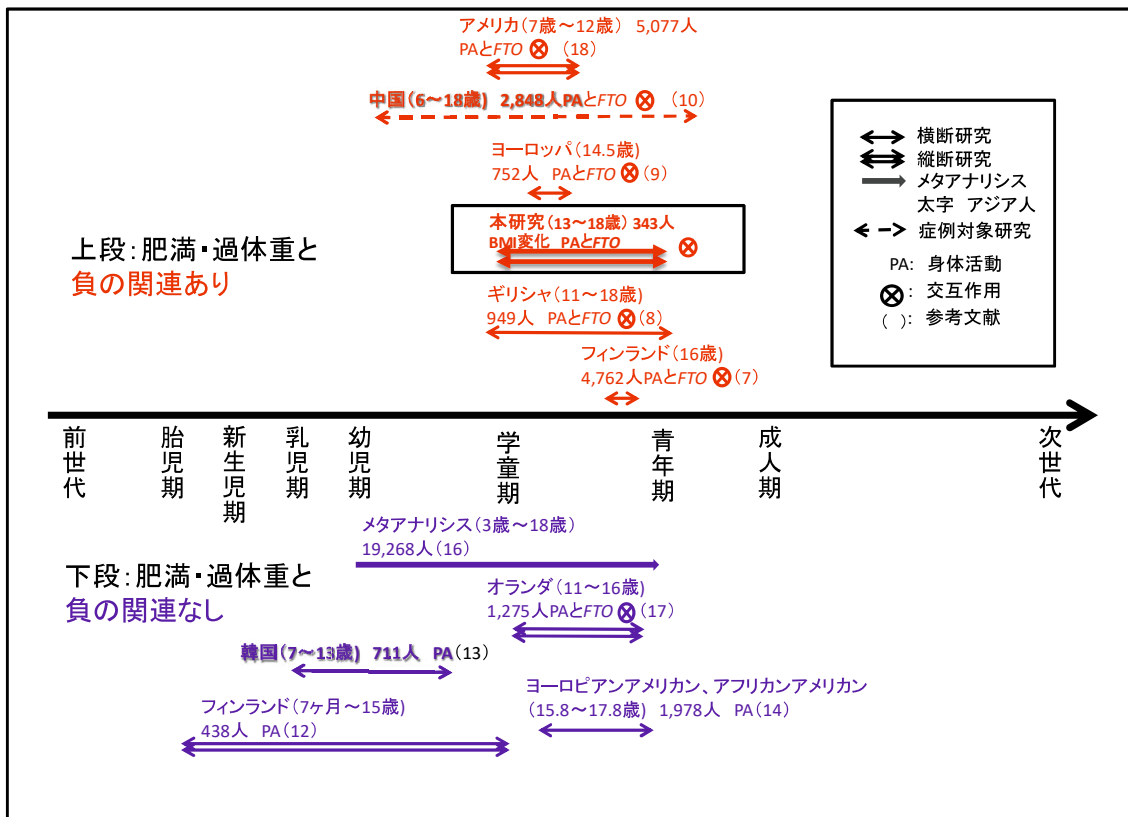 アメリカ(7歳～12歳) 5,077人
PAとFTO ⊗ (18)
中国(6～18歳) 2,848人PAとFTO ⊗ (10)
ヨーロッパ(14.5歳)
752人 PAとFTO ⊗(9)
本研究(13～18歳) 343人
BMI変化 PAとFTO ⊗
ギリシャ(11～18歳)
949人 PAとFTO ⊗(8)
フィンランド(16歳)
4,762人PAとFTO ⊗(7)
上段：肥満・過体重と
負の関連あり
横断研究
縦断研究
メタアナリシス
太字 アジア人
症例対象研究
PA: 身体活動
⊗: 交互作用
( ): 参考文献
前世代
胎児期
新生児期
乳児期
幼児期
学童期
青年期
成人期
次世代
メタアナリシス(3歳～18歳)
19,268人(16)
下段：肥満・過体重と
負の関連なし
オランダ(11～16歳)
1,275人PAとFTO ⊗(17)
韓国(7～13歳) 711人 PA(13)
フィンランド(7ヶ月～15歳)
438人 PA(12)
ヨーロピアンアメリカン、アフリカンアメリカン
(15.8～17.8歳) 1,978人 PA(14)